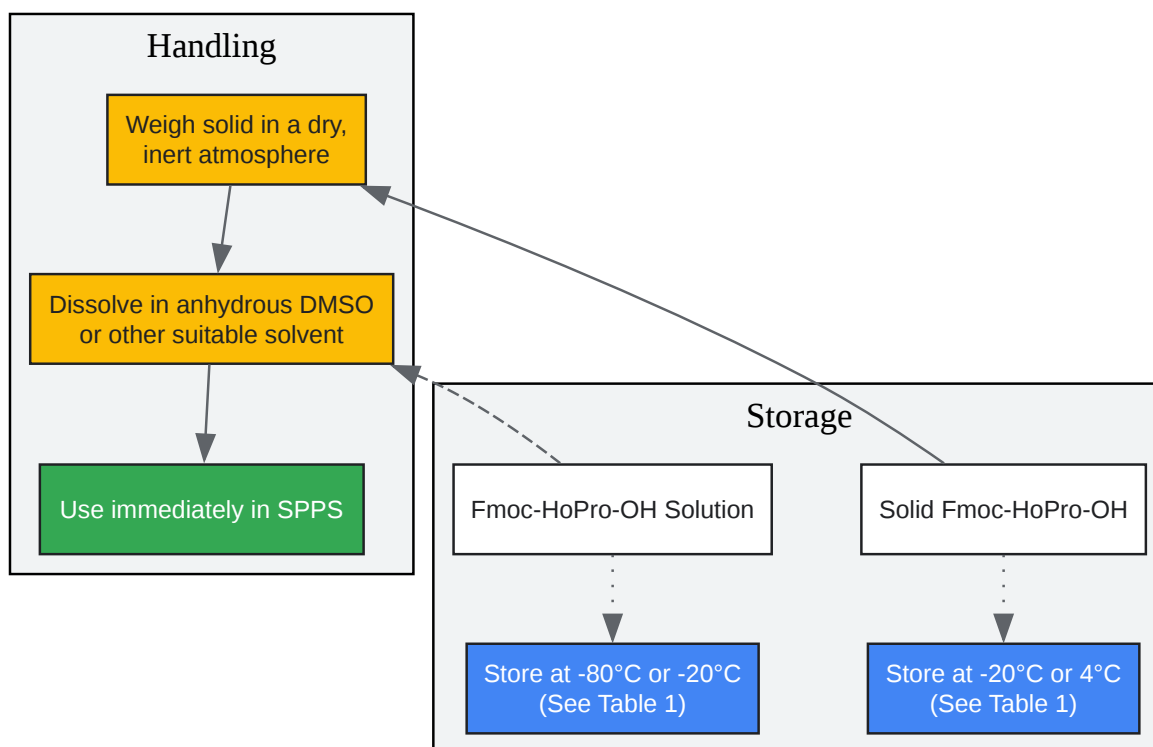 Handling
Weigh solid in a dry,
inert atmosphere
Dissolve in anhydrous DMSO
or other suitable solvent
Use immediately in SPPS
Storage
Fmoc-HoPro-OH Solution
Solid Fmoc-HoPro-OH
Store at -80°C or -20°C
(See Table 1)
Store at -20°C or 4°C
(See Table 1)